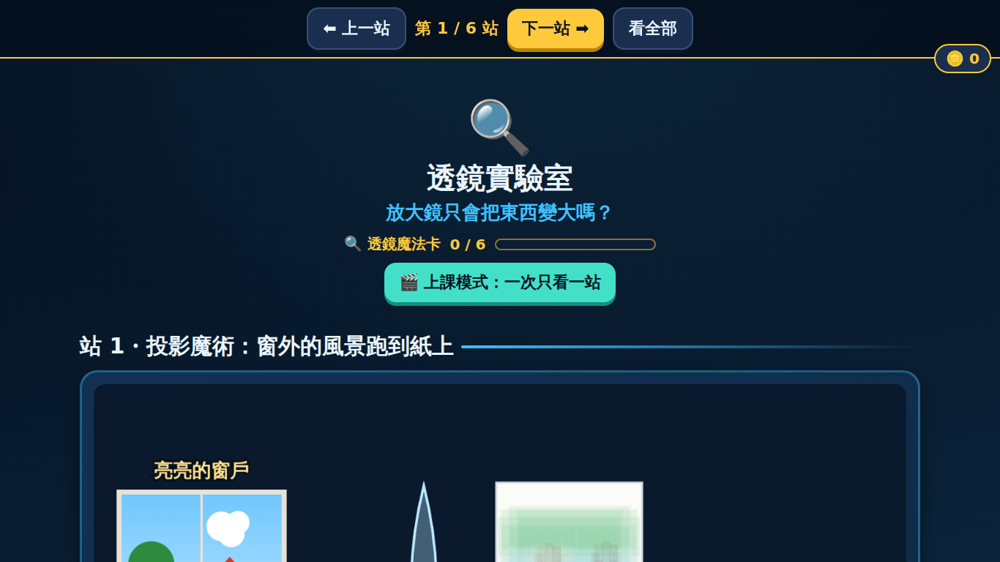 ⬅ 上一站
第 1 / 6 站
下一站 ➡
看全部
🪙 0
透鏡實驗室
放大鏡只會把東西變大嗎？
🔍 透鏡魔法卡 0 / 6
🎬 上課模式：一次只看一站
站 1・投影魔術：窗外的風景跑到紙上
亮亮的窗戶